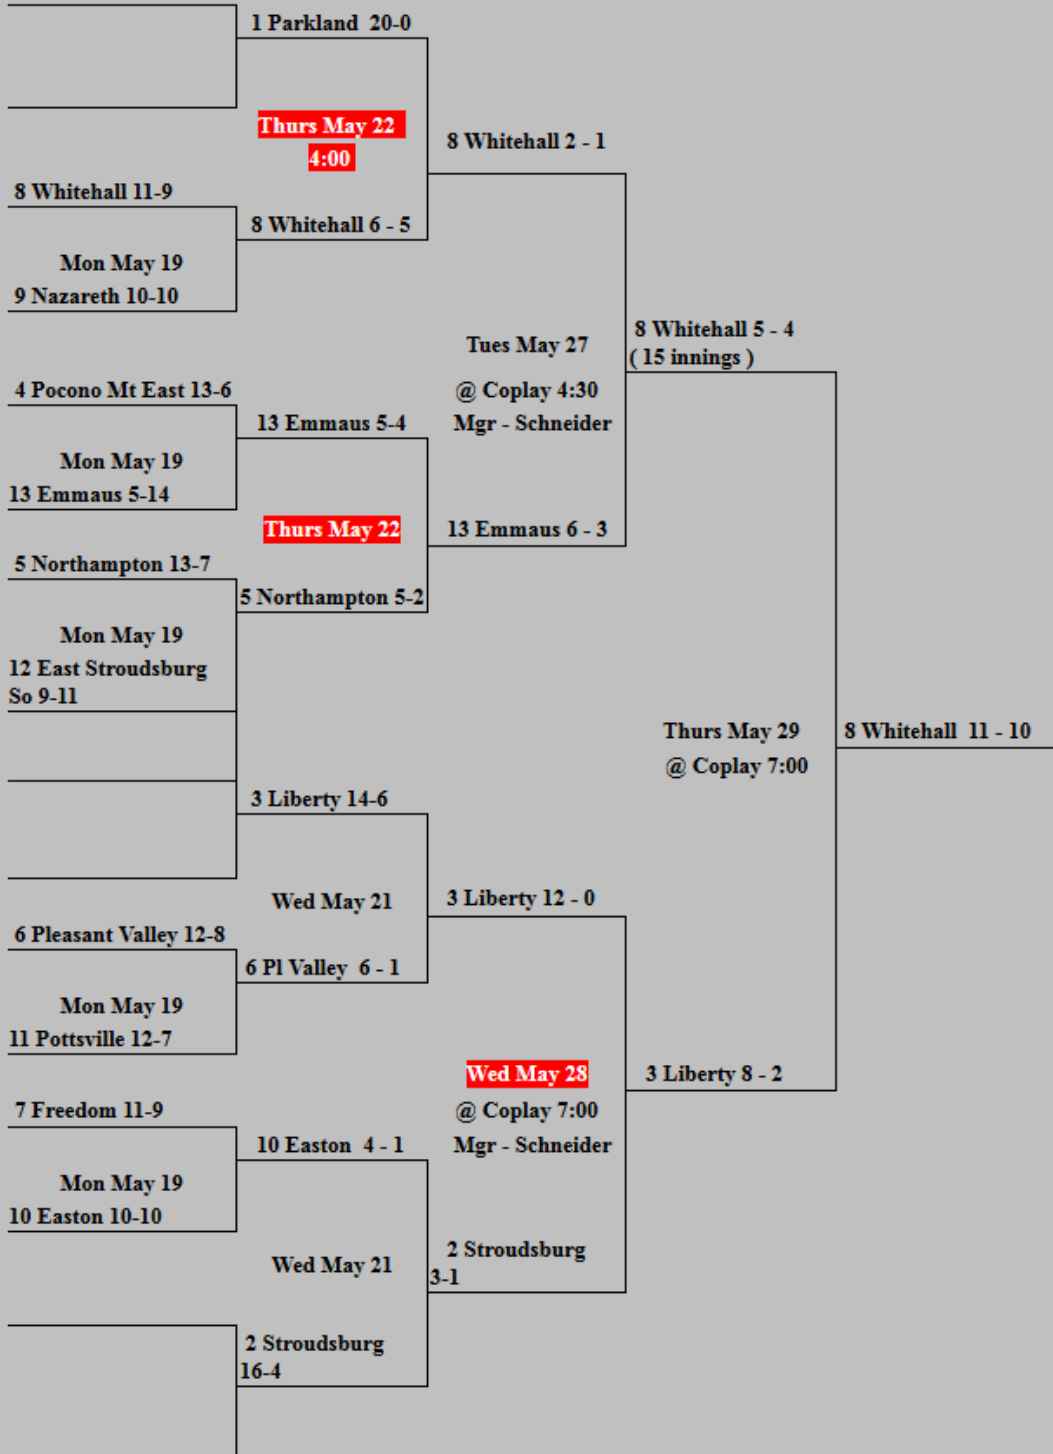 1 Parkland 20-0
Thurs May 22
4:00
8 Whitehall 2 - 1
8 Whitehall 11-9
8 Whitehall 6 - 5
Mon May 19
9 Nazareth 10-10
8 Whitehall 5 - 4
( 15 innings )
Tues May 27
@ Coplay 4:30
Mgr - Schneider
4 Pocono Mt East 13-6
13 Emmaus 5-4
Mon May 19
13 Emmaus 5-14
Thurs May 22
13 Emmaus 6 - 3
5 Northampton 13-7
5 Northampton 5-2
Mon May 19
12 East Stroudsburg
So 9-11
Thurs May 29
@ Coplay 7:00
8 Whitehall 11 - 10
3 Liberty 14-6
Wed May 21
3 Liberty 12 - 0
6 Pleasant Valley 12-8
6 Pl Valley 6 - 1
Mon May 19
11 Pottsville 12-7
Wed May 28
@ Coplay 7:00
Mgr - Schneider
3 Liberty 8 - 2
7 Freedom 11-9
10 Easton 4 - 1
Mon May 19
10 Easton 10-10
Wed May 21
2 Stroudsburg
3-1
2 Stroudsburg
16-4